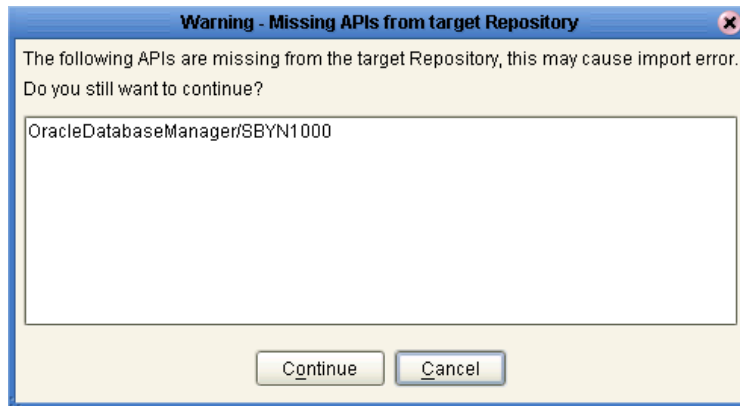 Warning - Missing APIs from target Repository
The following APIs are missing from the target Repository, this may cause import error.
Do you still want to continue?
OracleDatabaseManager/SBYN1000
Continue
Cancel